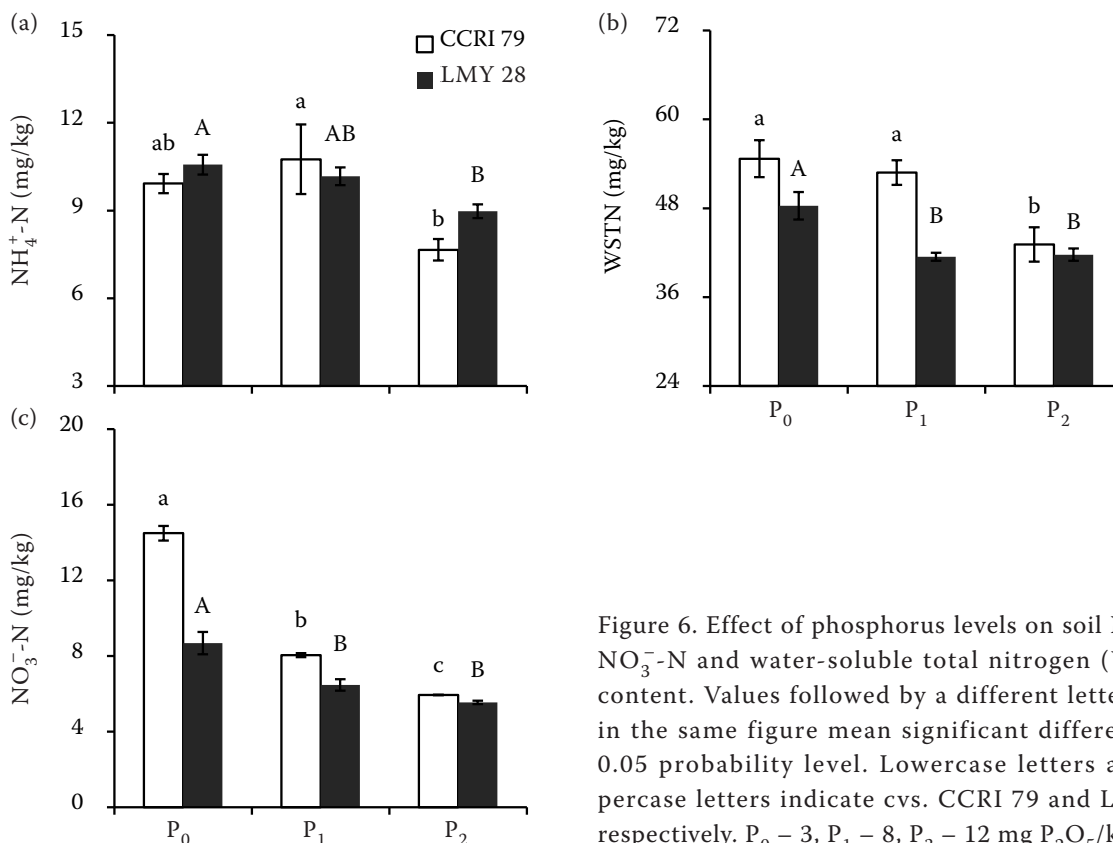 (a)
15
12
9
6
3
NH₄⁺-N (mg/kg)
CCRI 79
LMY 28
ab
A
a
AB
b
B
(b)
72
60
48
36
24
WSTN (mg/kg)
a
A
a
B
b
B
P₀
P₁
P₂
(c)
20
16
12
8
4
0
NO₃⁻-N (mg/kg)
a
A
b
B
c
B
P₀
P₁
P₂
Figure 6. Effect of phosphorus levels on soil
NO₃⁻-N and water-soluble total nitrogen
content. Values followed by a different
in the same figure mean significant
0.05 probability level. Lowercase letters
percase letters indicate cvs. CCRI 79 and
respectively. P₀ – 3, P₁ – 8, P₂ – 12 mg